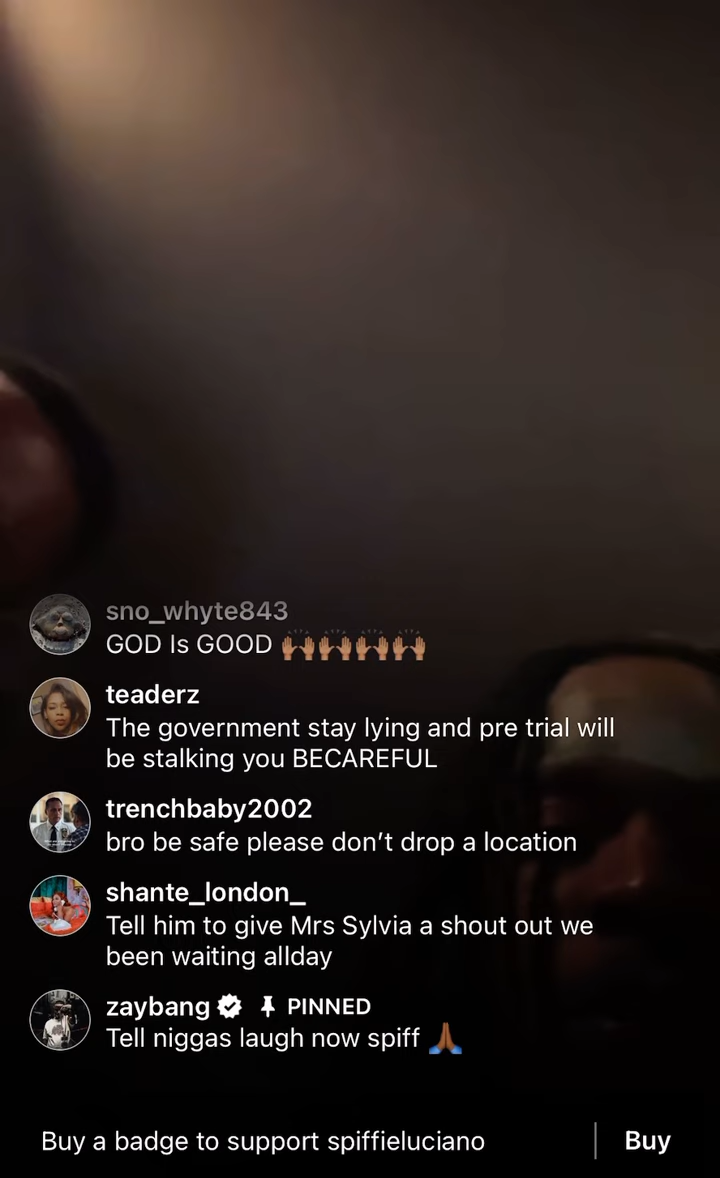 sno_whyte843
GOD Is GOOD 🙌🏽🙌🏽🙌🏽🙌🏽
teaderz
The government stay lying and pre trial will
be stalking you BECAREFUL
trenchbaby2002
bro be safe please don’t drop a location
shante_london_
Tell him to give Mrs Sylvia a shout out we
been waiting allday
zaybang PINNED
Tell niggas laugh now spiff 🙏🏾
Buy a badge to support spiffieluciano Buy